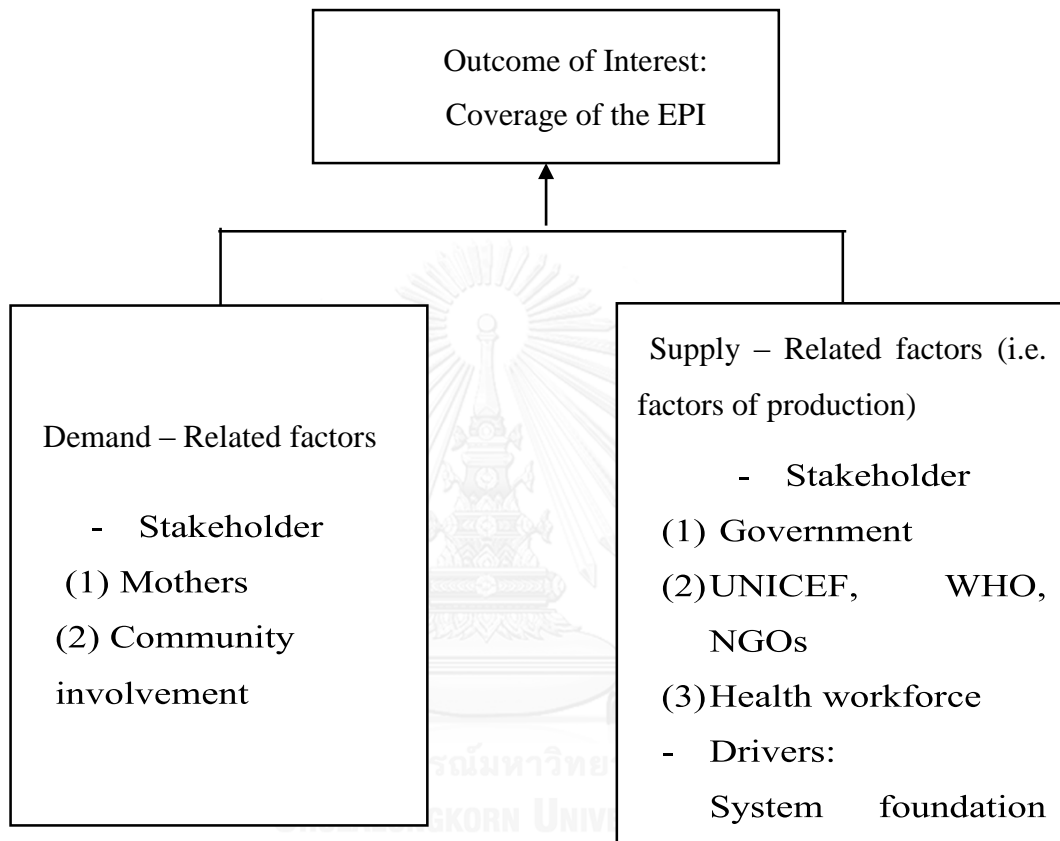 Outcome of Interest:
Coverage of the EPI
Demand – Related factors
- Stakeholder
(1) Mothers
(2) Community
involvement
Supply – Related factors (i.e.
factors of production)
- Stakeholder
(1) Government
(2) UNICEF, WHO,
NGOs
(3) Health workforce
- Drivers:
System foundation